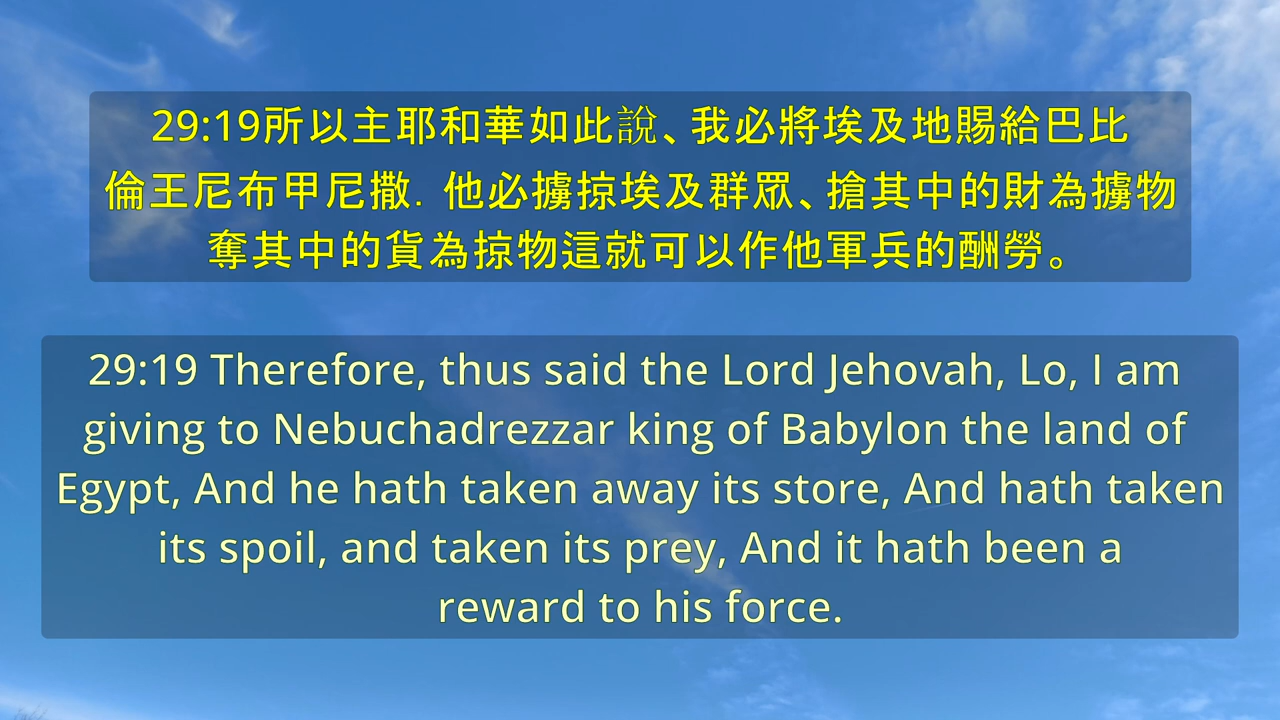 29:19所以主耶和華如此說、我必將埃及地賜給巴比
倫王尼布甲尼撒. 他必擄掠埃及群眾、搶其中的財為擄物
奪其中的貨為掠物這就可以作他軍兵的酬勞。
29:19 Therefore, thus said the Lord Jehovah, Lo, I am
giving to Nebuchadrezzar king of Babylon the land of
Egypt, And he hath taken away its store, And hath taken
its spoil, and taken its prey, And it hath been a
reward to his force.